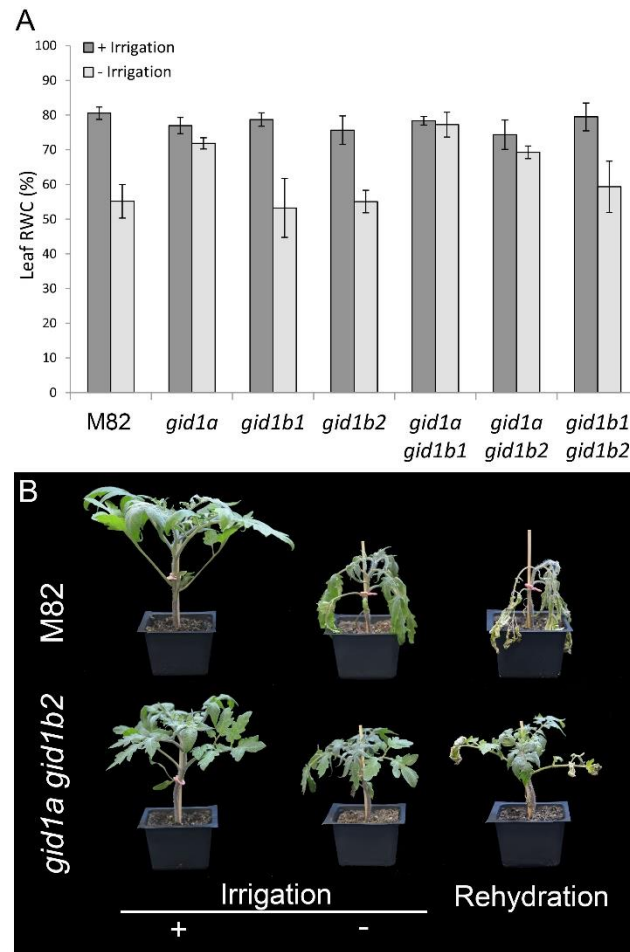 A
100
90
80
70
60
50
40
30
20
10
0
Leaf RWC (%)
+ Irrigation
- Irrigation
M82
gid1a
gid1b1
gid1b2
gid1a
gid1b1
gid1a
gid1b2
gid1b1
gid1b2
B
M82
gid1a gid1b2
Irrigation
Rehydration
+
-